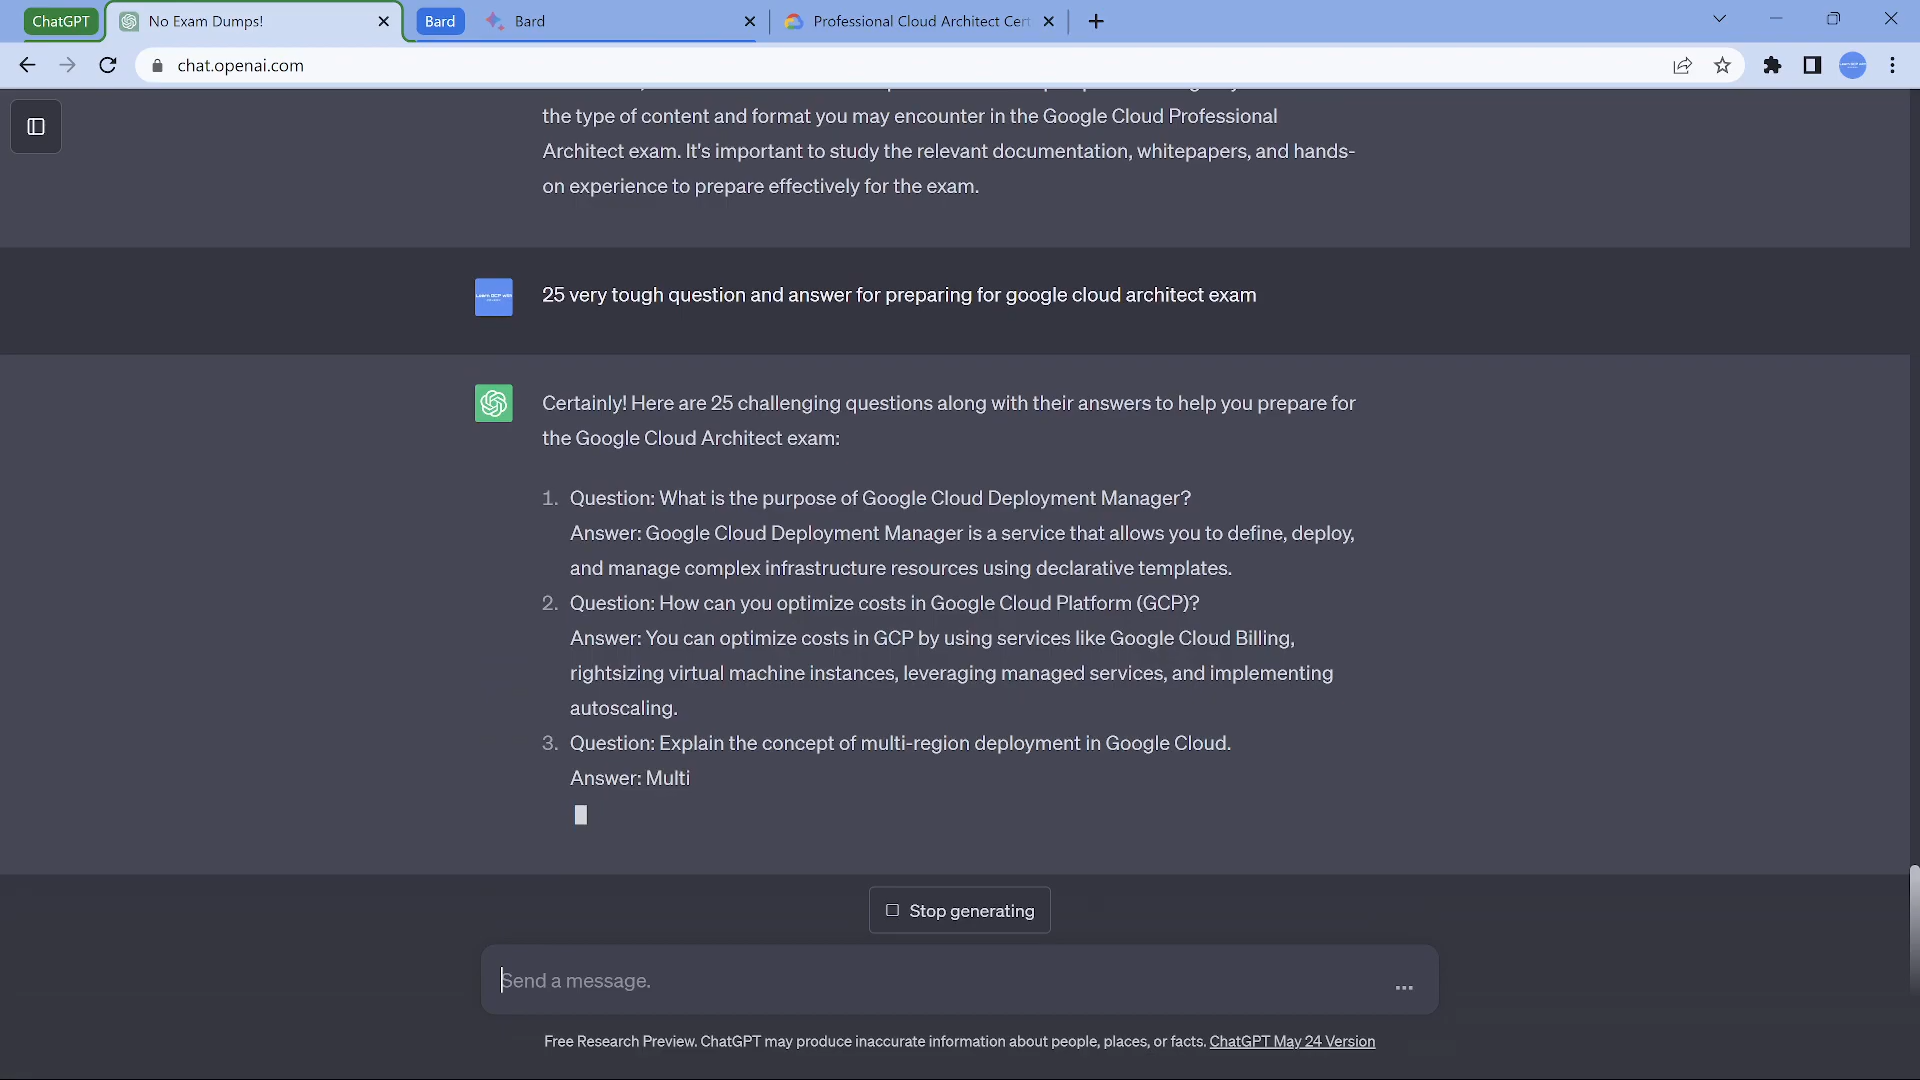 ChatGPT
No Exam Dumps!
Bard
Bard
Professional Cloud Architect Cert
chat.openai.com
the type of content and format you may encounter in the Google Cloud Professional
Architect exam. It's important to study the relevant documentation, whitepapers, and hands-
on experience to prepare effectively for the exam.
25 very tough question and answer for preparing for google cloud architect exam
Certainly! Here are 25 challenging questions along with their answers to help you prepare for
the Google Cloud Architect exam:
1. Question: What is the purpose of Google Cloud Deployment Manager?
Answer: Google Cloud Deployment Manager is a service that allows you to define, deploy,
and manage complex infrastructure resources using declarative templates.
2. Question: How can you optimize costs in Google Cloud Platform (GCP)?
Answer: You can optimize costs in GCP by using services like Google Cloud Billing,
rightsizing virtual machine instances, leveraging managed services, and implementing
autoscaling.
3. Question: Explain the concept of multi-region deployment in Google Cloud.
Answer: Multi
Stop generating
Send a message.
Free Research Preview. ChatGPT may produce inaccurate information about people, places, or facts. ChatGPT May 24 Version